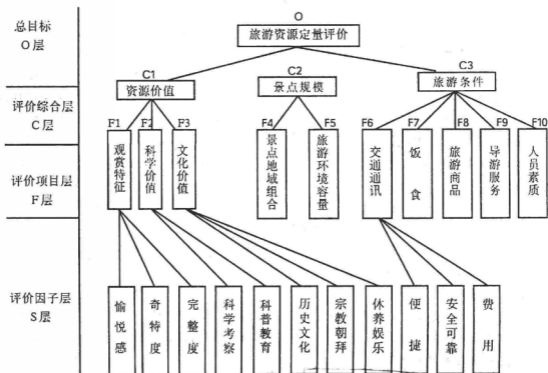 O
总目标
O层
旅游资源定量评价
C1
C2
C3
资源价值
景点规模
旅游条件
评价综合层
C层
F1
F2
F3
F4
F5
F6
F7
F8
F9
F10
评价项目层
F层
观赏特征
科学价值
文化价值
景点地域组合
旅游环境容量
交通通讯
饭食
旅游商品
导游服务
人员素质
评价因子层
S层
愉悦感
奇特度
完整度
科学考察
科普教育
历史文化
宗教朝拜
休养娱乐
便捷
安全可靠
费用